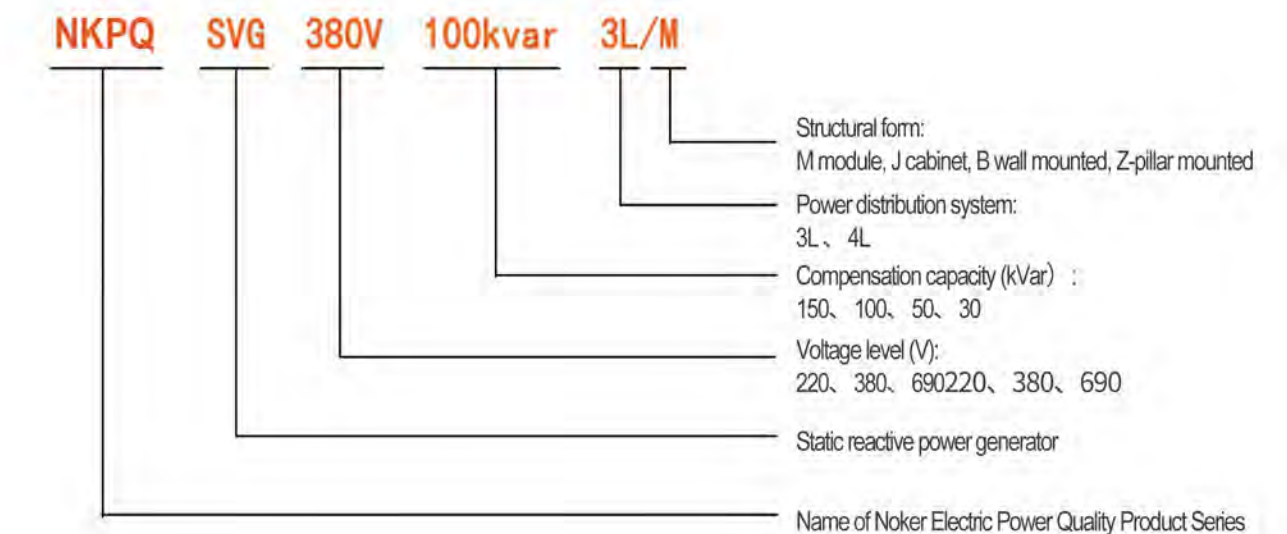 NKPQ SVG 380V 100kvar 3L/M
Structural form:
M module, J cabinet, B wall mounted, Z-pillar mounted
Power distribution system:
3L、4L
Compensation capacity (kVar） :
150、100、50、30
Voltage level (V):
220、380、690220、380、690
Static reactive power generator
Name of Noker Electric Power Quality Product Series